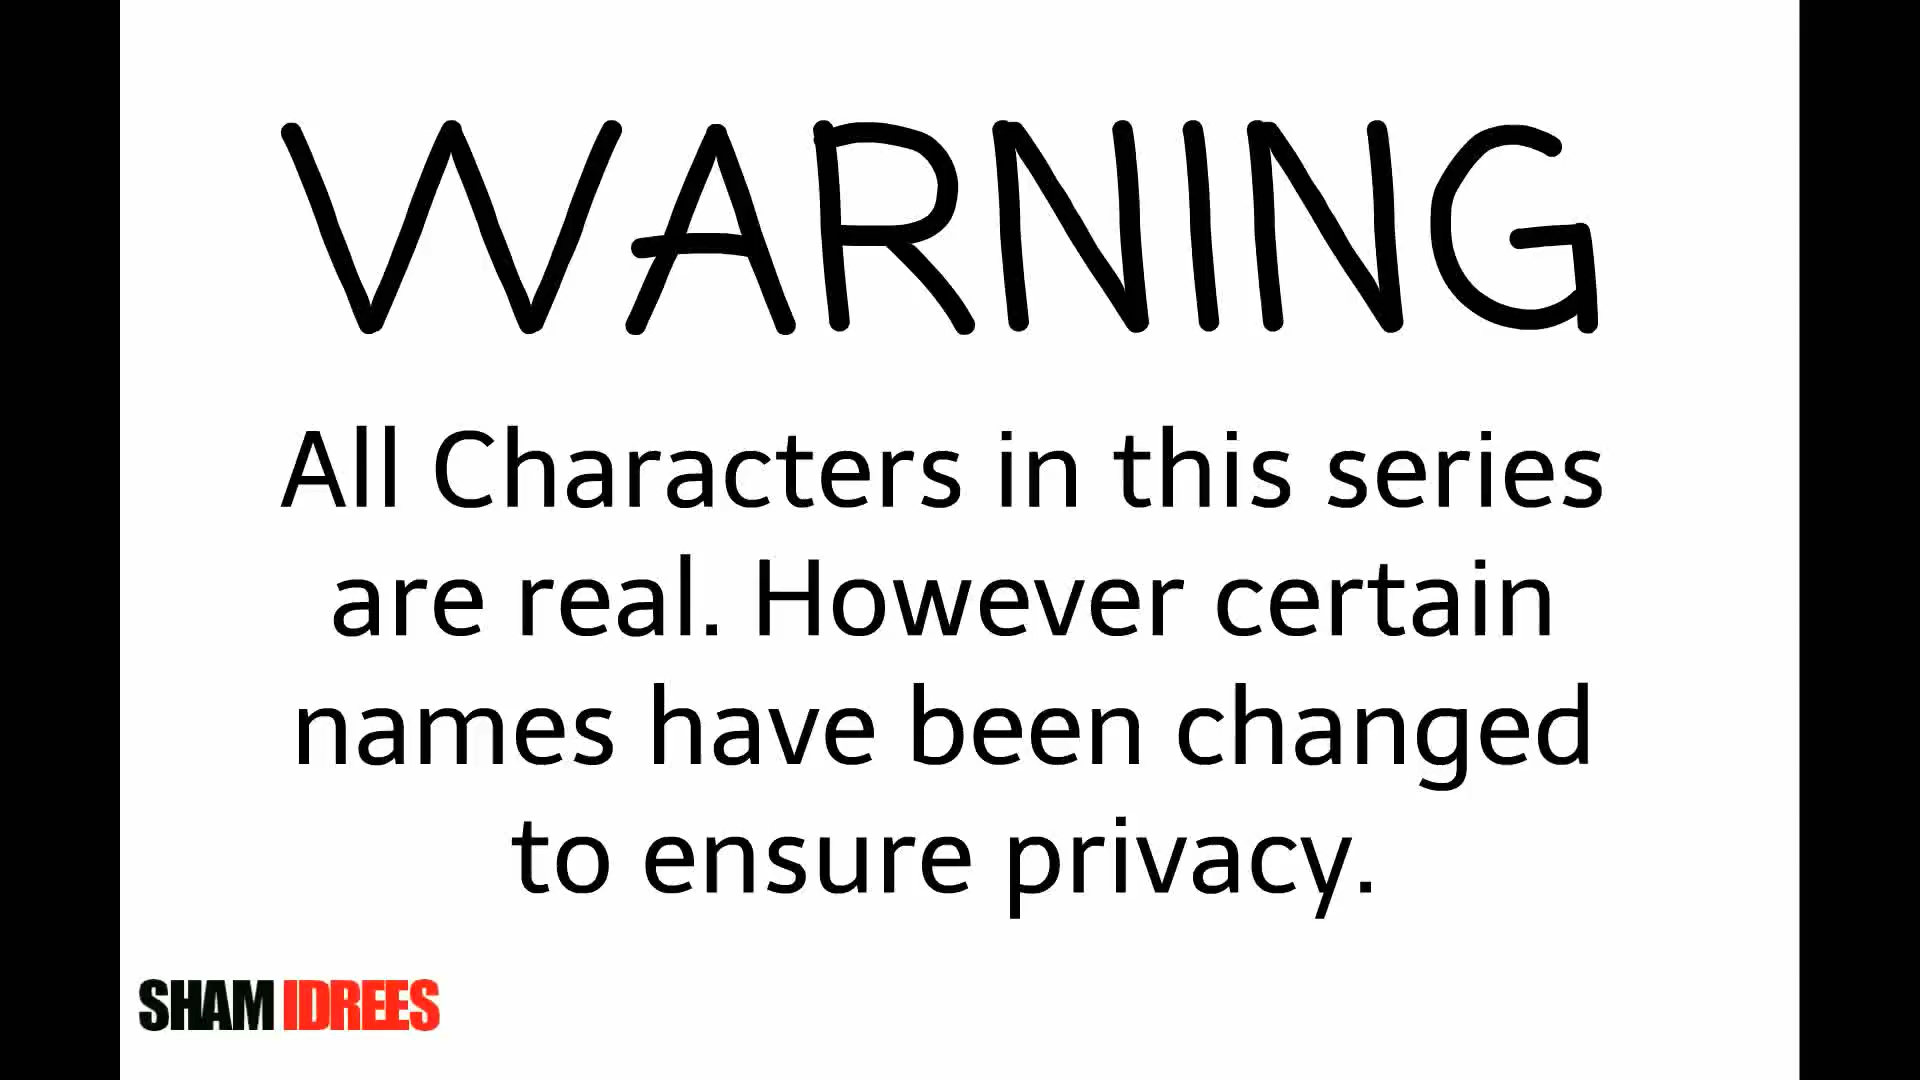 WARNING
All Characters in this series
are real. However certain
names have been changed
to ensure privacy.
SHAM IDREES